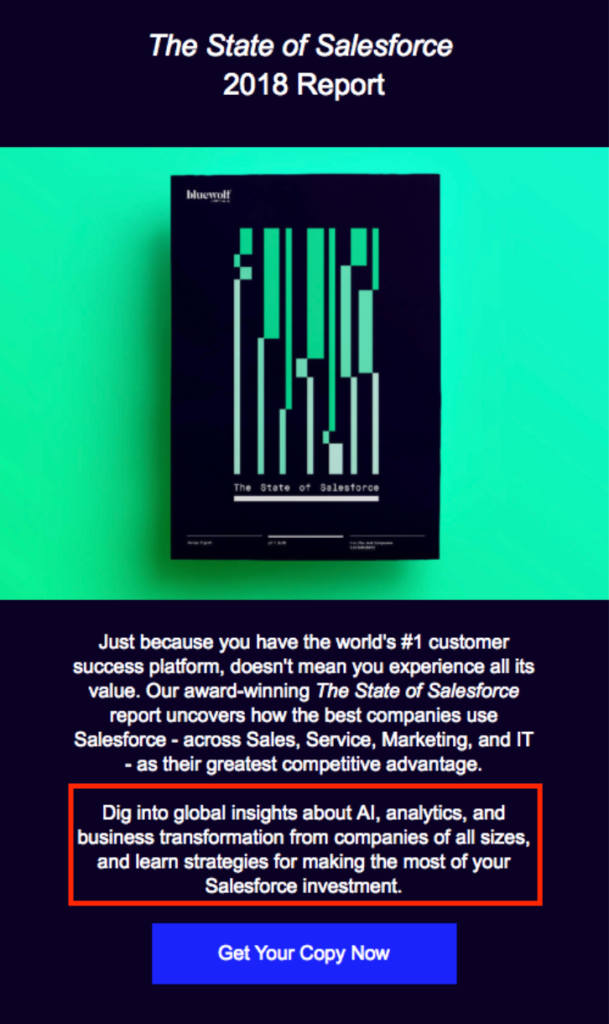 The State of Salesforce
2018 Report
bluewolf
The State of Salesforce
Just because you have the world's #1 customer
success platform, doesn't mean you experience all its
value. Our award-winning The State of Salesforce
report uncovers how the best companies use
Salesforce - across Sales, Service, Marketing, and IT
- as their greatest competitive advantage.
Dig into global insights about AI, analytics, and
business transformation from companies of all sizes,
and learn strategies for making the most of your
Salesforce investment.
Get Your Copy Now